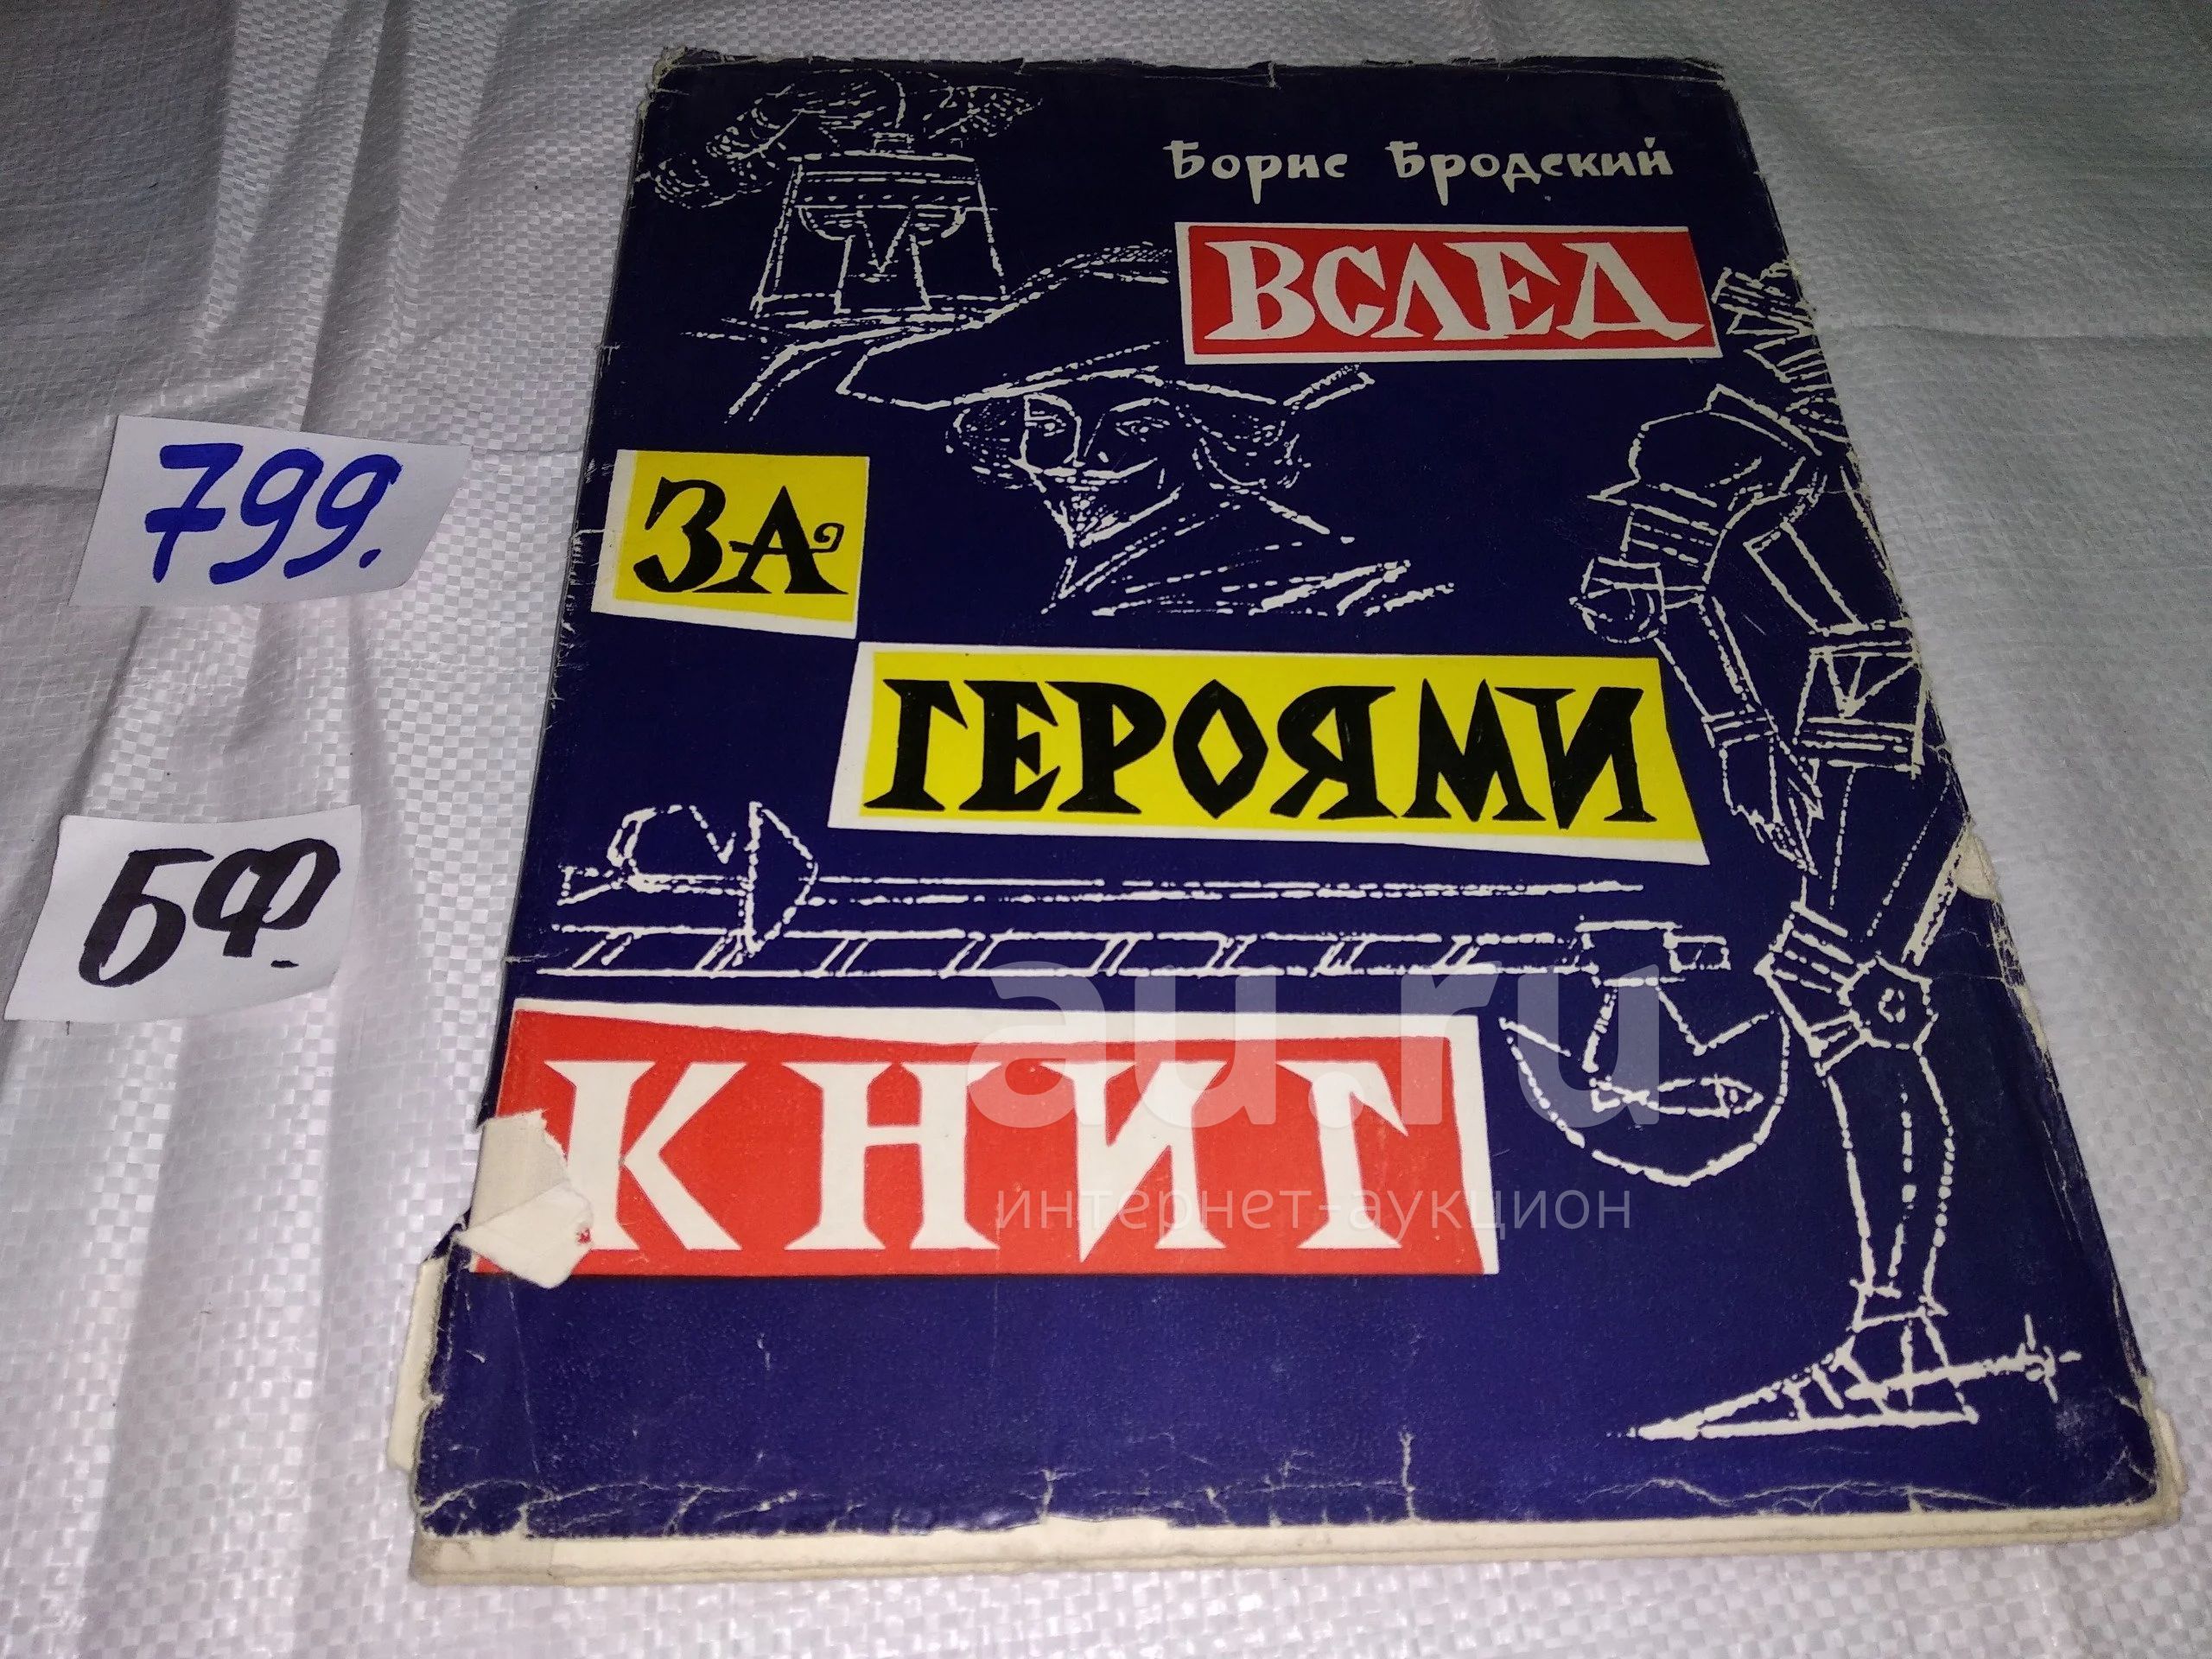 Борис Бродский
ВСЛЕД
ЗА
ГЕРОЯМИ
КНИГ
799.
БФ.
au.ru
интернет-аукцион